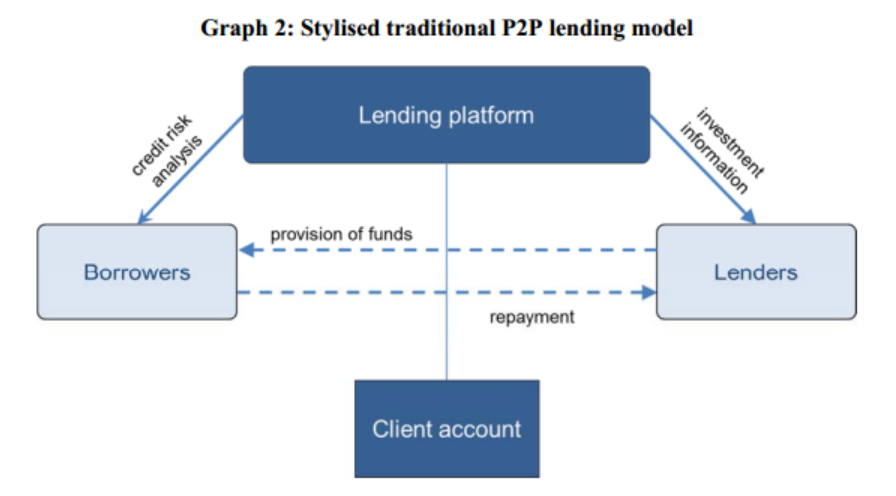 Graph 2: Stylised traditional P2P lending model
Lending platform
credit risk
analysis
investment
information
provision of funds
Borrowers
Lenders
repayment
Client account